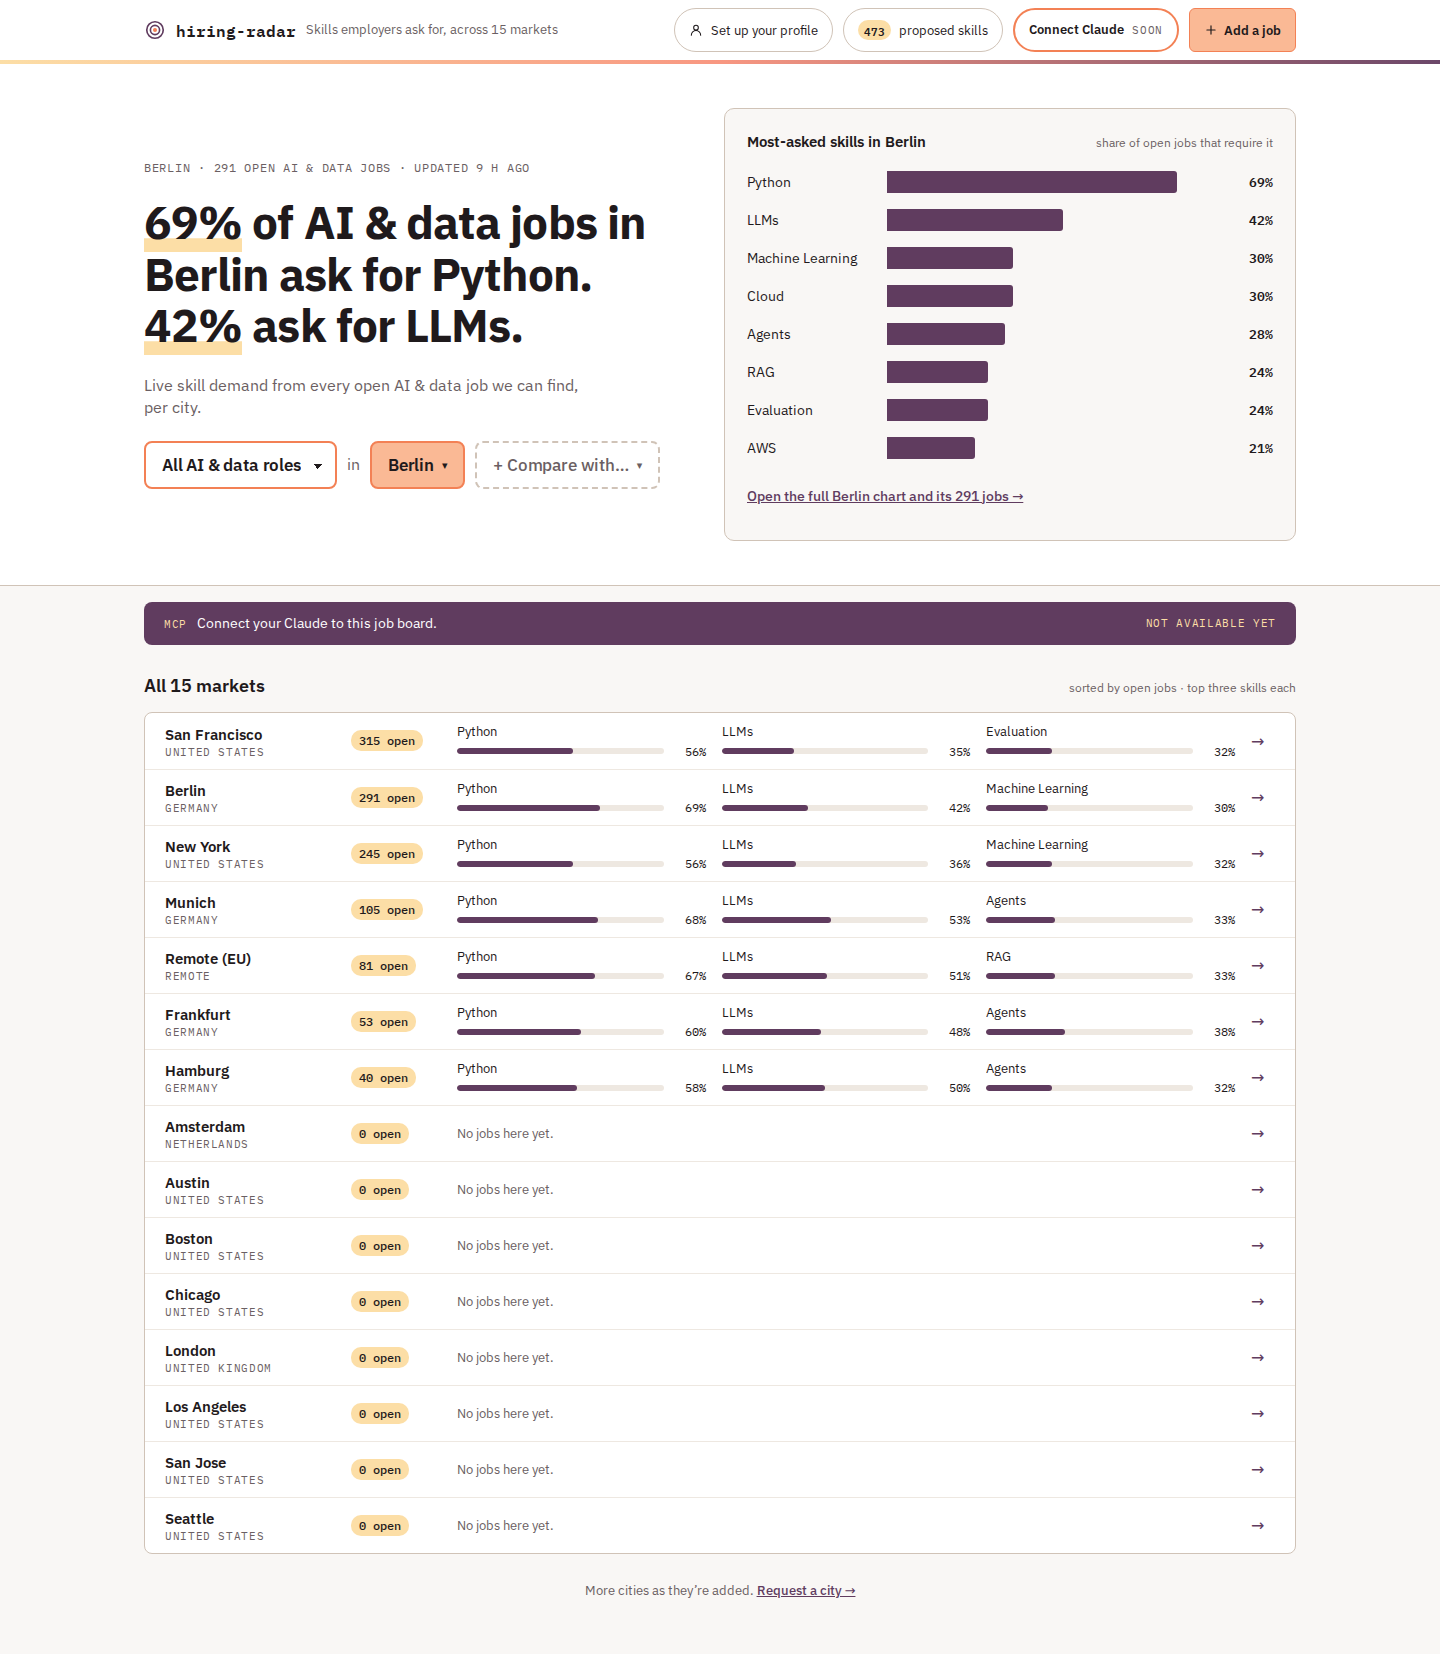 hiring-radar Skills employers ask for, across 15 markets Set up your profile 473 proposed skills Connect Claude SOON + Add a job
BERLIN · 291 OPEN AI & DATA JOBS · UPDATED 9 H AGO
69% of AI & data jobs in
Berlin ask for Python.
42% ask for LLMs.
Live skill demand from every open AI & data job we can find,
per city.
All AI & data roles in Berlin ▾ + Compare with... ▾
Most-asked skills in Berlin share of open jobs that require it
Python 69%
LLMs 42%
Machine Learning 30%
Cloud 30%
Agents 28%
RAG 24%
Evaluation 24%
AWS 21%
Open the full Berlin chart and its 291 jobs →
MCP Connect your Claude to this job board. NOT AVAILABLE YET
All 15 markets sorted by open jobs · top three skills each
San Francisco
UNITED STATES
315 open
Python 56%
LLMs 35%
Evaluation 32%
→
Berlin
GERMANY
291 open
Python 69%
LLMs 42%
Machine Learning 30%
→
New York
UNITED STATES
245 open
Python 56%
LLMs 36%
Machine Learning 32%
→
Munich
GERMANY
105 open
Python 68%
LLMs 53%
Agents 33%
→
Remote (EU)
REMOTE
81 open
Python 67%
LLMs 51%
RAG 33%
→
Frankfurt
GERMANY
53 open
Python 60%
LLMs 48%
Agents 38%
→
Hamburg
GERMANY
40 open
Python 58%
LLMs 50%
Agents 32%
→
Amsterdam
NETHERLANDS
0 open
No jobs here yet.
→
Austin
UNITED STATES
0 open
No jobs here yet.
→
Boston
UNITED STATES
0 open
No jobs here yet.
→
Chicago
UNITED STATES
0 open
No jobs here yet.
→
London
UNITED KINGDOM
0 open
No jobs here yet.
→
Los Angeles
UNITED STATES
0 open
No jobs here yet.
→
San Jose
UNITED STATES
0 open
No jobs here yet.
→
Seattle
UNITED STATES
0 open
No jobs here yet.
→
More cities as they’re added. Request a city →